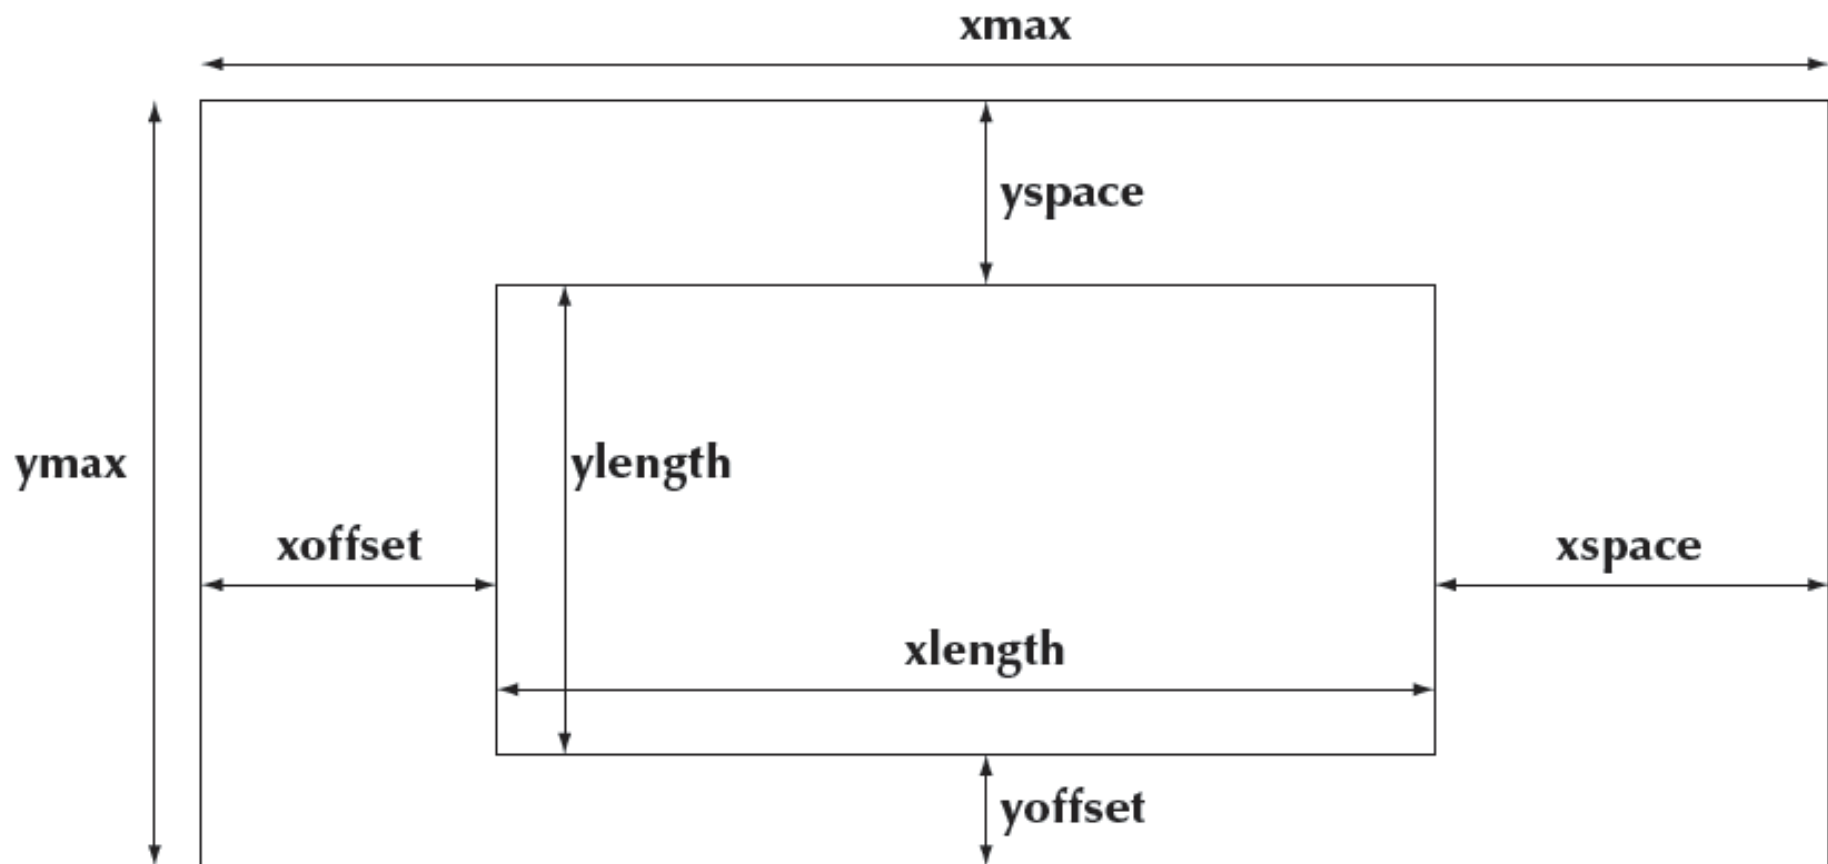 xmax
yspace
ymax
ylength
xoffset
xspace
xlength
yoffset